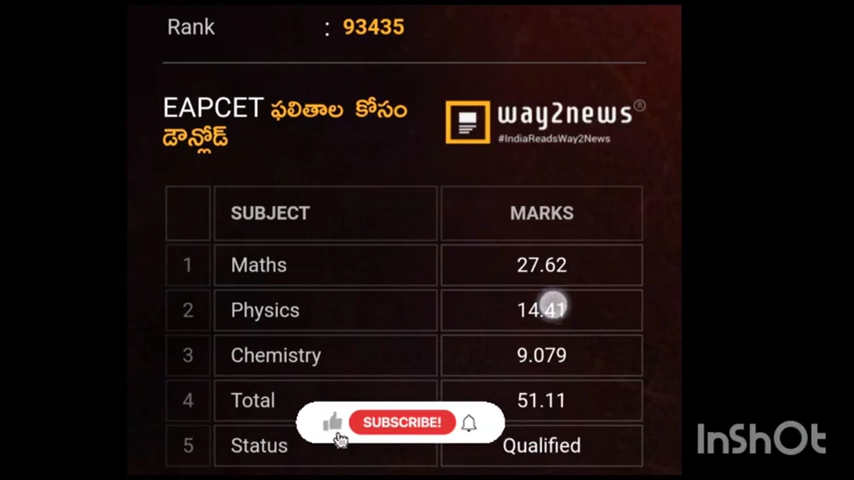 Rank : 93435
EAPCET ఫలితాల కోసం
డౌన్లోడ్
way2news®
#IndiaReadsWay2News
SUBJECT MARKS
1 Maths 27.62
2 Physics 14.41
3 Chemistry 9.079
4 Total 51.11
SUBSCRIBE!
5 Status Qualified
InShOt